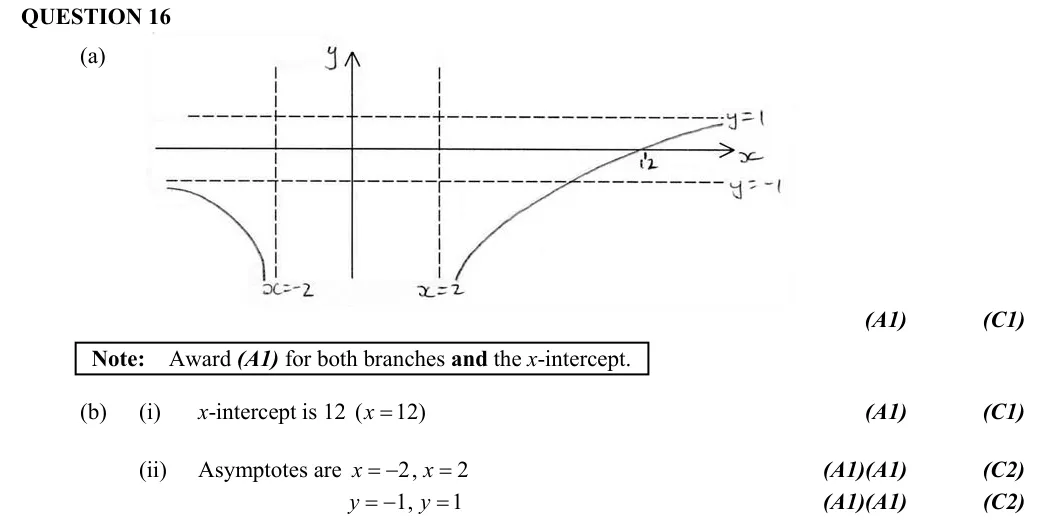 QUESTION 16
(a)
y
y=1
x
12
y=-1
x=-2
x=2
(A1) (C1)
Note: Award (A1) for both branches and the x-intercept.
(b) (i) x-intercept is 12 (x=12) (A1) (C1)
(ii) Asymptotes are x=−2, x=2 (A1)(A1) (C2)
y=−1, y=1 (A1)(A1) (C2)